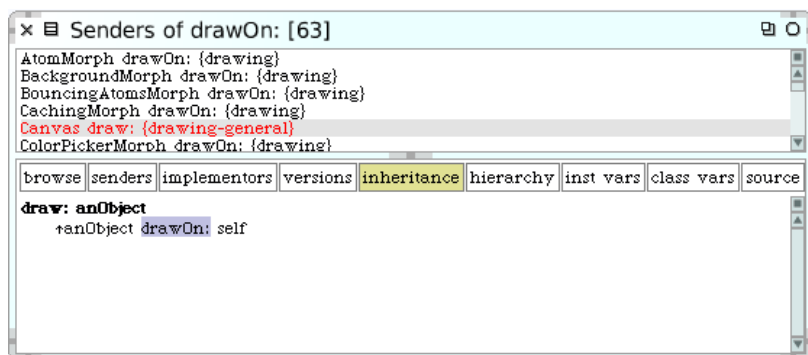 Senders of drawOn: [63]
AtomMorph drawOn: {drawing}
BackgroundMorph drawOn: {drawing}
BouncingAtomsMorph drawOn: {drawing}
CachingMorph drawOn: {drawing}
Canvas draw: {drawing-general}
ColorPickerMorph drawOn: {drawing}
browse senders implementors versions inheritance hierarchy inst vars class vars source
draw: anObject
↑anObject drawOn: self